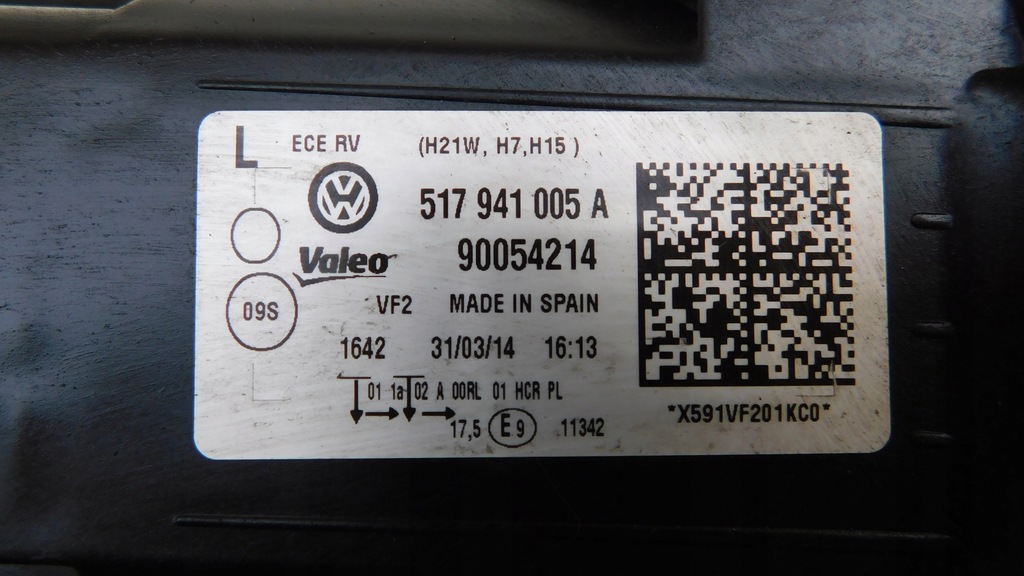 L ECE RV (H21W, H7,H15 )
517 941 005 A
Valeo 90054214
09S VF2 MADE IN SPAIN
1642 31/03/14 16:13
01 1a 02 A 00RL 01 HCR PL
17,5 E9 11342
*X591VF201KC0*